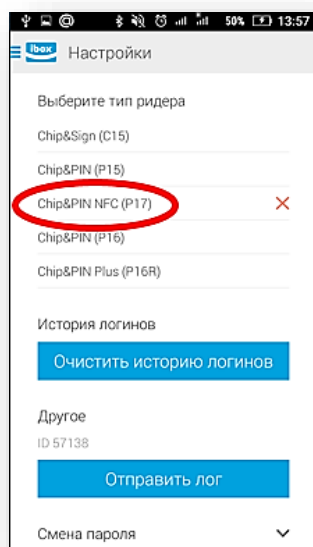 50% 13:57
ibox Настройки
Выберите тип ридера
Chip&Sign (C15)
Chip&PIN (P15)
Chip&PIN NFC (P17)
Chip&PIN (P16)
Chip&PIN Plus (P16R)
История логинов
Очистить историю логинов
Другое
ID 57138
Отправить лог
Смена пароля